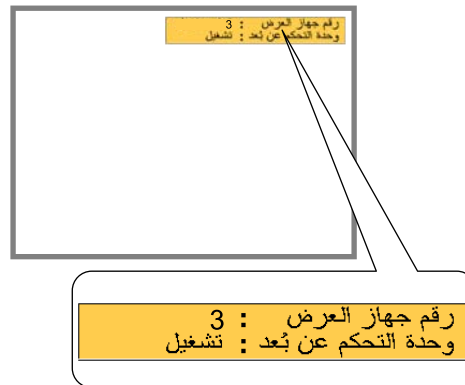 رقم جهاز العرض : 3
وحدة التحكم عن بُعد : تشغيل
رقم جهاز العرض : 3
وحدة التحكم عن بُعد : تشغيل